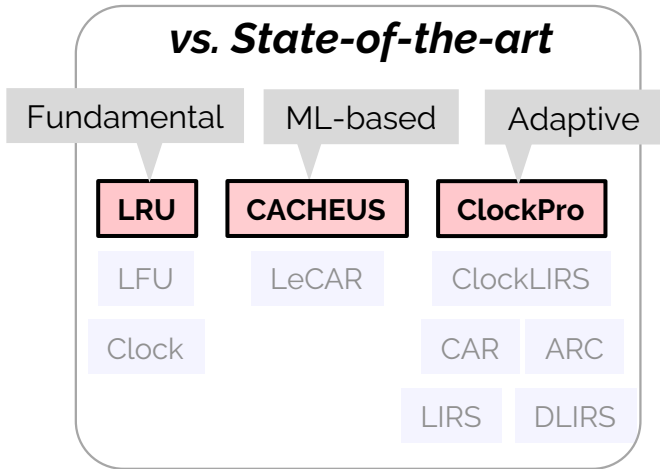 vs. State-of-the-art
Fundamental ML-based Adaptive
LRU CACHEUS ClockPro
LFU LeCAR ClockLIRS
Clock CAR ARC
LIRS DLIRS